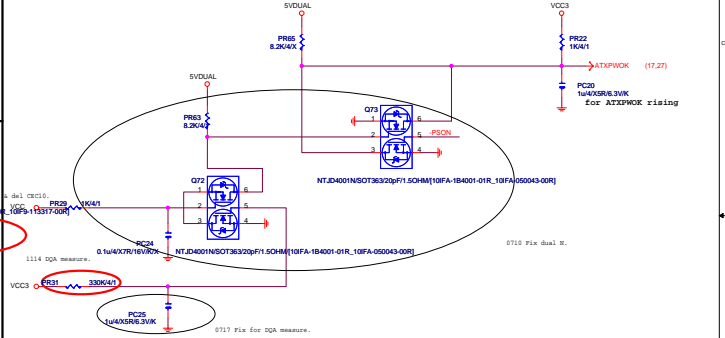 5VDUAL
VCC3
PR65
8.2K/4/X
PR22
1K/4/1
ATXPWOK (17,27)
PC20
1u/4/X5R/6.3V/K
for ATXPWOK rising
5VDUAL
PR63
8.2K/4
Q73
1 6
2 5 -PSON
3 4
NTJD4001N/SOT363/20pF/1.5OHM/[10IFA-1B4001-01R_10IFA-050043-00R]
Q72
1 6
2 5
3 4
& del CEC10.
VCC
PR29 1K/4/1
R_10IF9-113317-00R]
PC24
0.1u/4/X7R/16V/K/X
NTJD4001N/SOT363/20pF/1.5OHM/[10IFA-1B4001-01R_10IFA-050043-00R]
0710 Fix dual N.
1114 DQA measure.
VCC3
PR31 330K/4/1
PC25
1u/4/X5R/6.3V/K
0717 Fix for DQA measure.
C